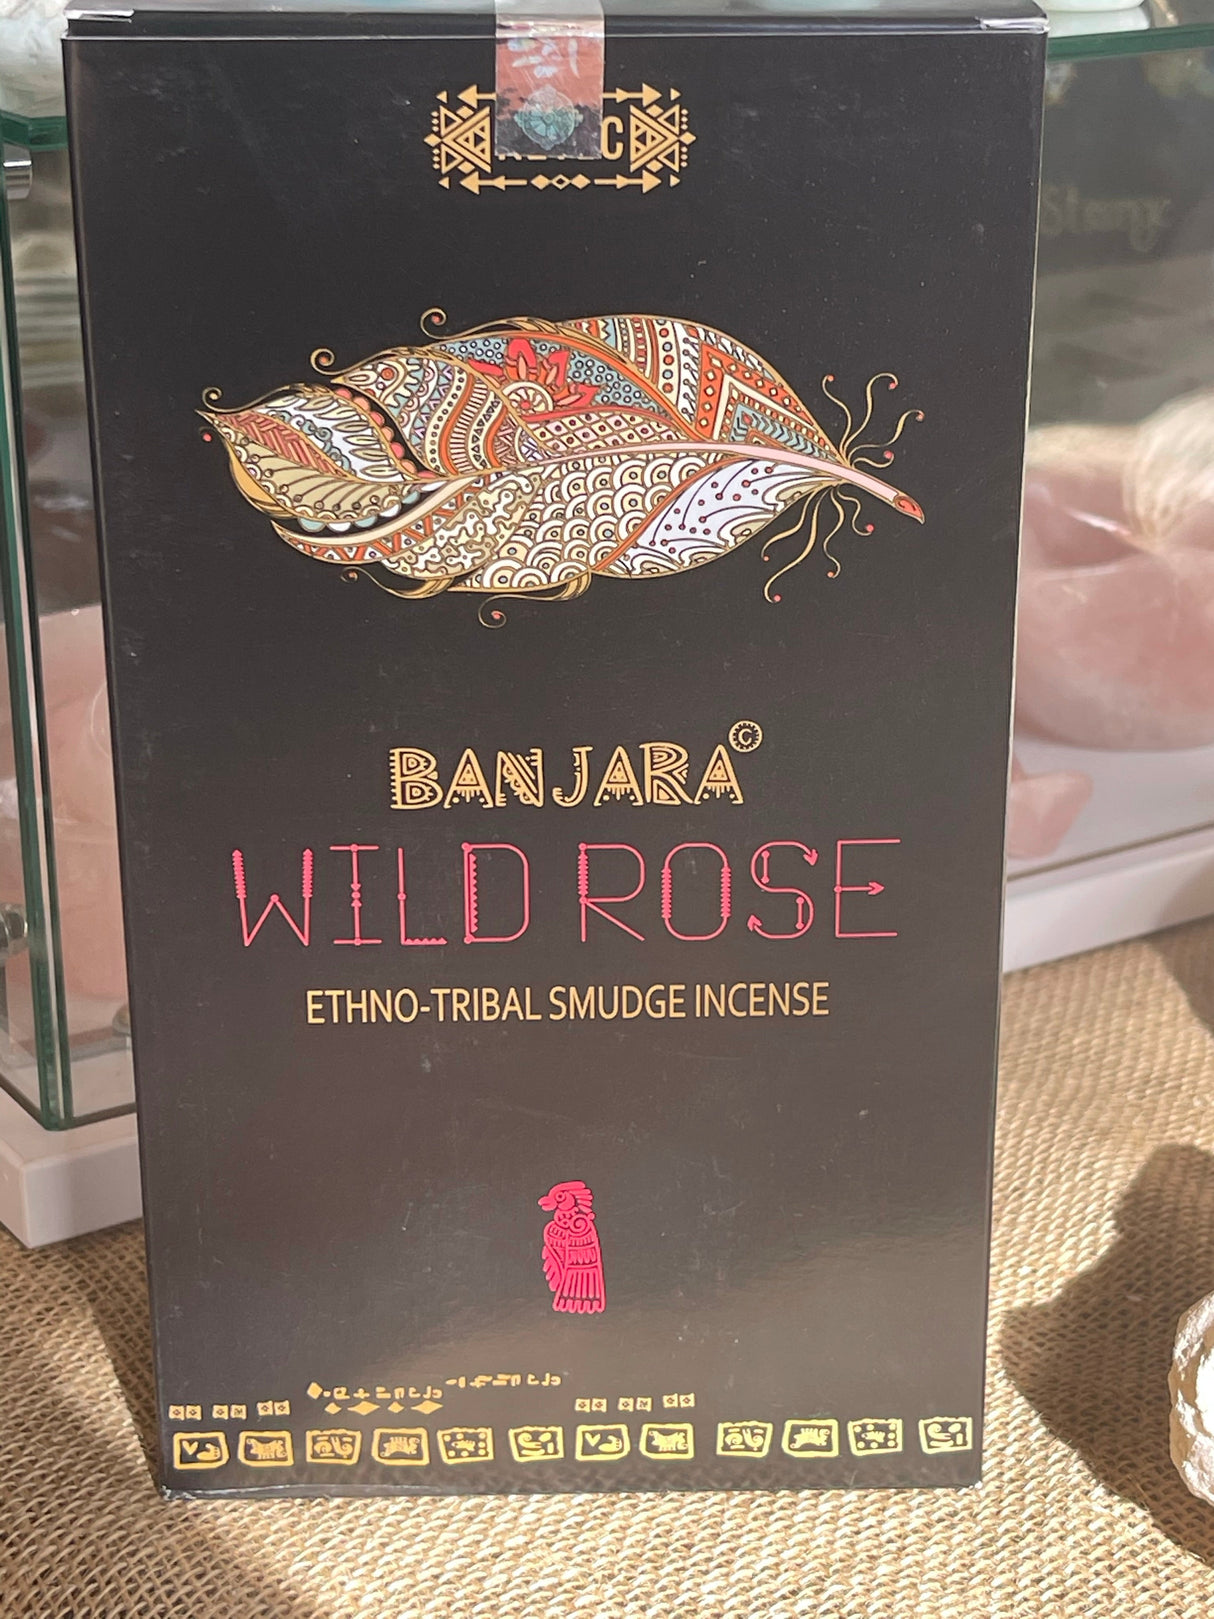 BANJARA©
WILD ROSE
ETHNO-TRIBAL SMUDGE INCENSE